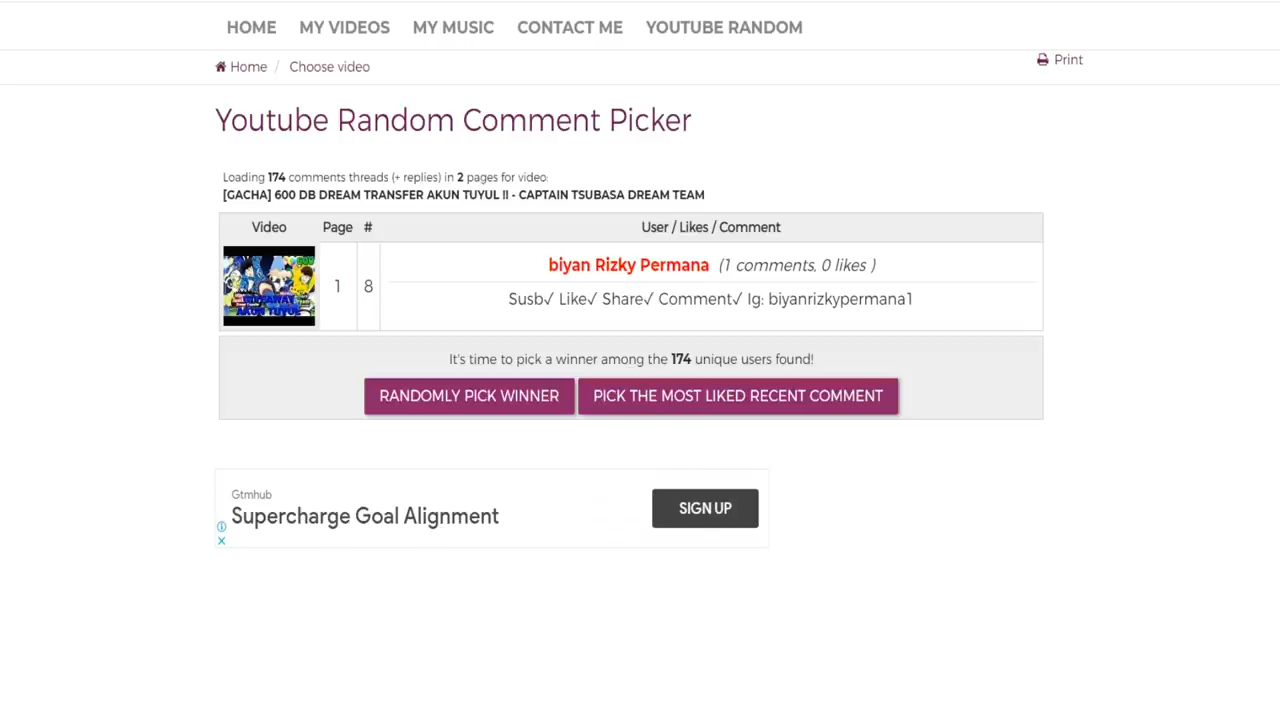 HOME MY VIDEOS MY MUSIC CONTACT ME YOUTUBE RANDOM
Home / Choose video
Print
Youtube Random Comment Picker
Loading 174 comments threads (+ replies) in 2 pages for video:
[GACHA] 600 DB DREAM TRANSFER AKUN TUYUL !! - CAPTAIN TSUBASA DREAM TEAM
Video Page # User / Likes / Comment
GIVEAWAY
AKUN TUYUL
1 8
biyan Rizky Permana (1 comments, 0 likes )
Susb√ Like√ Share√ Comment√ Ig: biyanrizkypermana1
It's time to pick a winner among the 174 unique users found!
RANDOMLY PICK WINNER PICK THE MOST LIKED RECENT COMMENT
Gtmhub
Supercharge Goal Alignment
SIGN UP